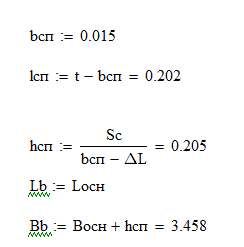 bсп := 0.015
lсп := t − bсп = 0.202
hсп := Sc / (bсп − ΔL) = 0.205
Lb := Lосн
Bb := Bосн + hсп = 3.458